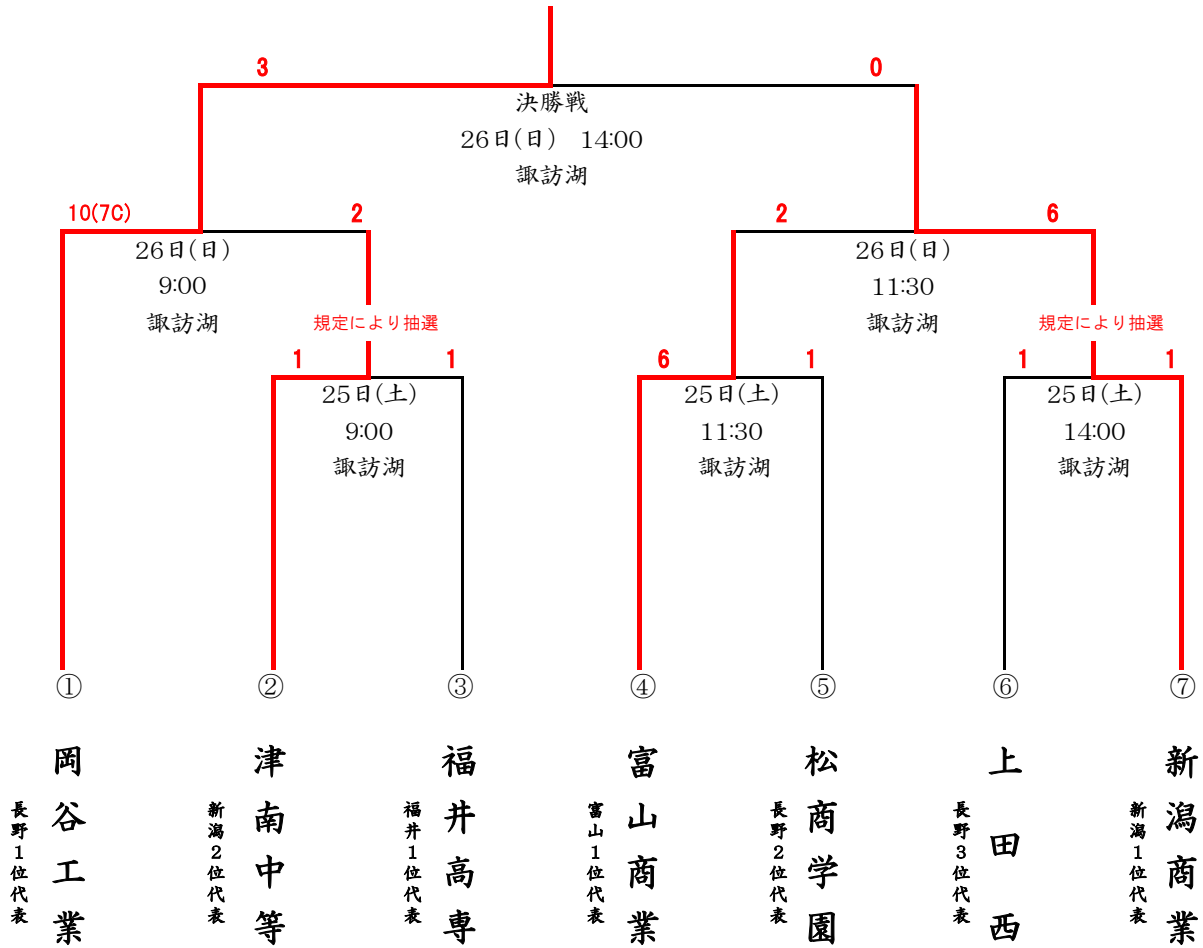 3
0
決勝戦
26日(日) 14:00
諏訪湖
10(7C)
2
2
6
26日(日)
9:00
諏訪湖
26日(日)
11:30
諏訪湖
規定により抽選
規定により抽選
1
1
6
1
1
1
25日(土)
9:00
諏訪湖
25日(土)
11:30
諏訪湖
25日(土)
14:00
諏訪湖
①
②
③
④
⑤
⑥
⑦
岡谷工業
長野1位代表
津南中等
新潟2位代表
福井高専
福井1位代表
富山商業
富山1位代表
松商学園
長野2位代表
上田西
長野3位代表
新潟商業
新潟1位代表